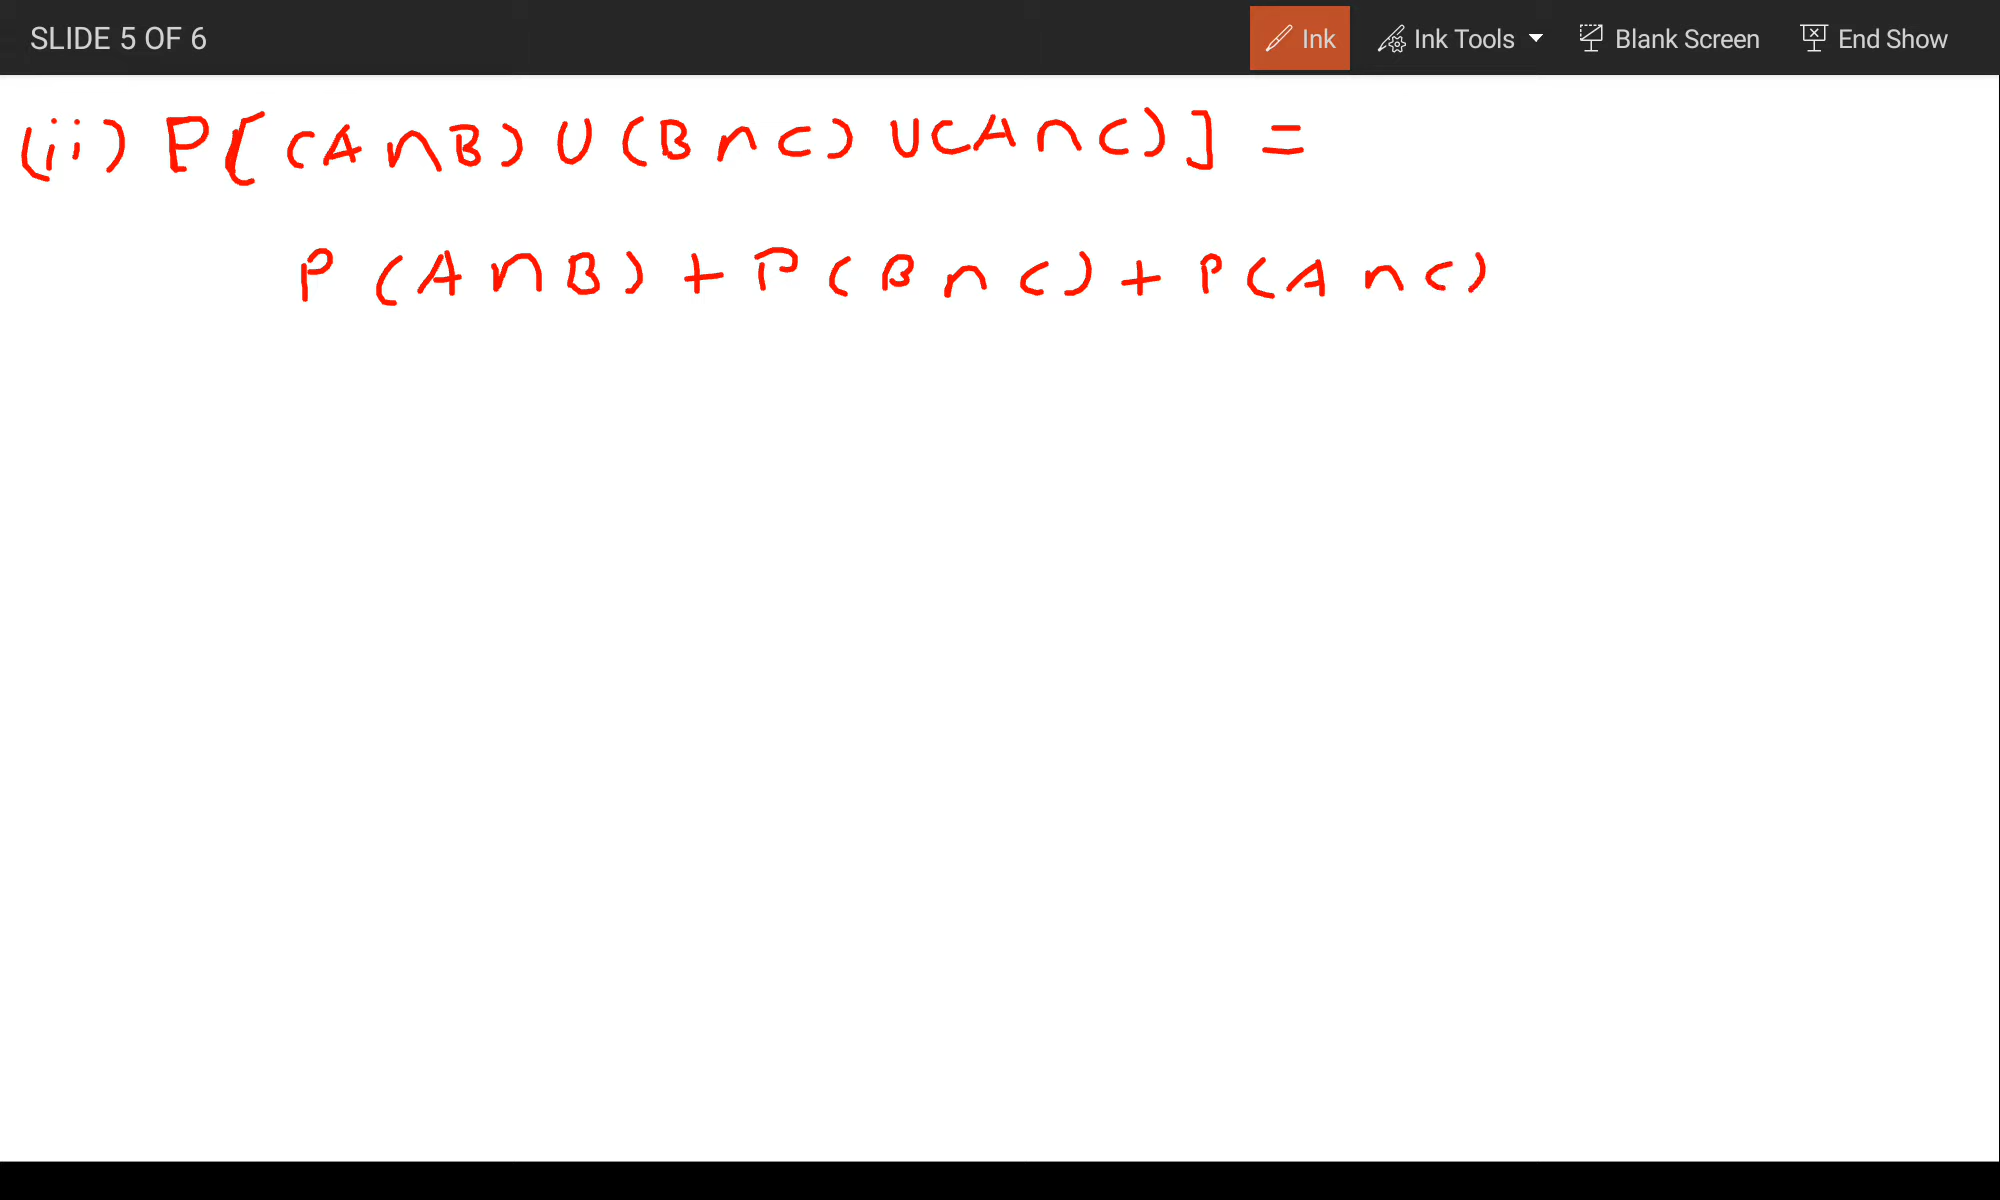 SLIDE 5 OF 6
Ink
Ink Tools
Blank Screen
End Show
(ii) P[(A∩B)∪(B∩C)∪(A∩C)] =
P(A∩B)+P(B∩C)+P(A∩C)